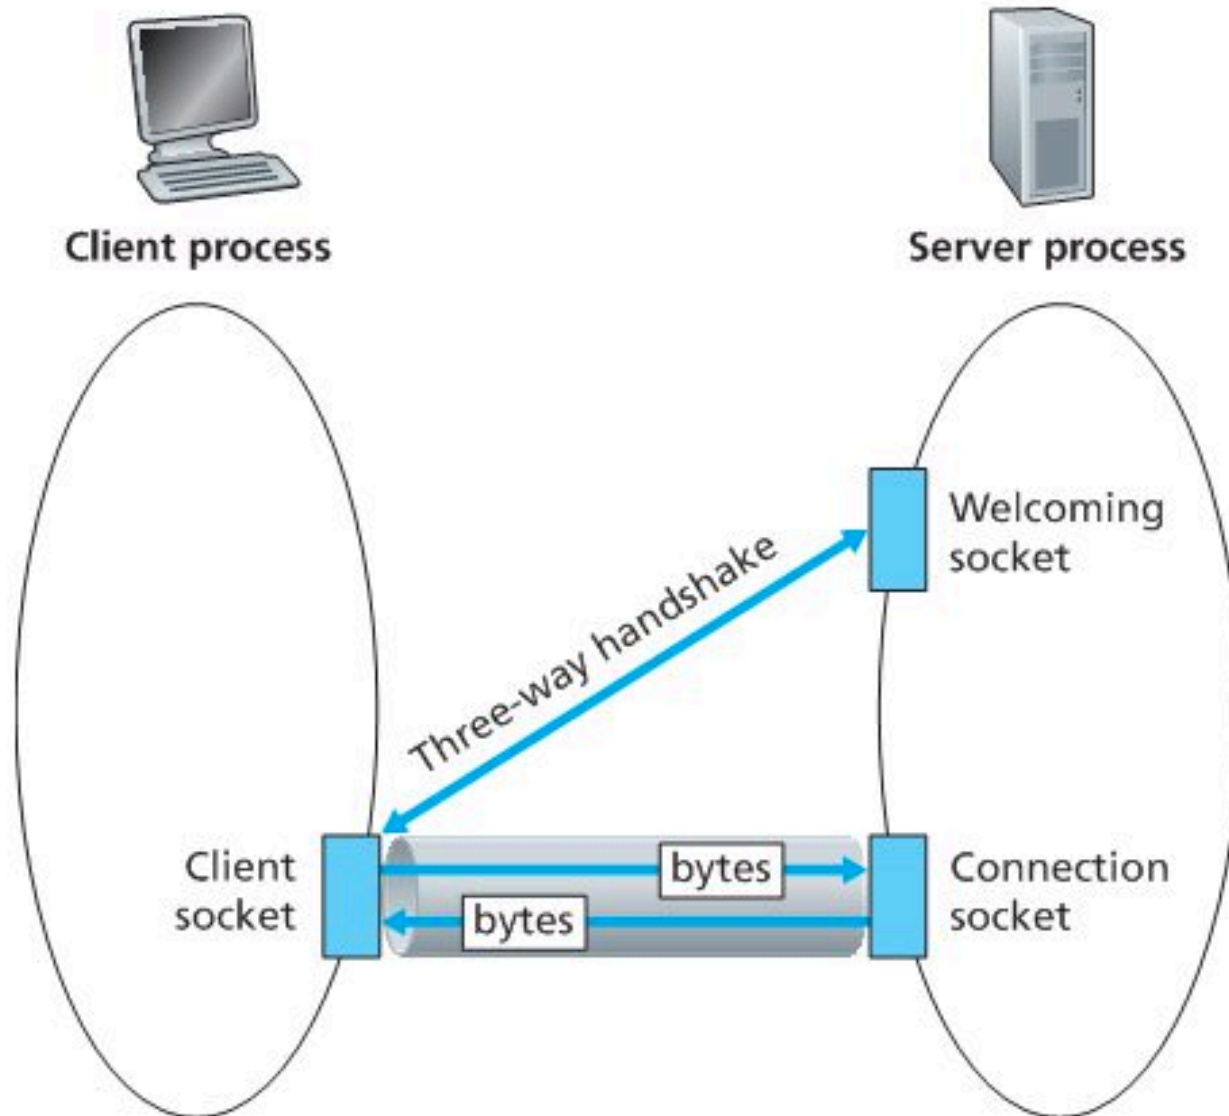 Client process
Server process
Welcoming
socket
Three-way handshake
Client
socket
bytes
bytes
Connection
socket